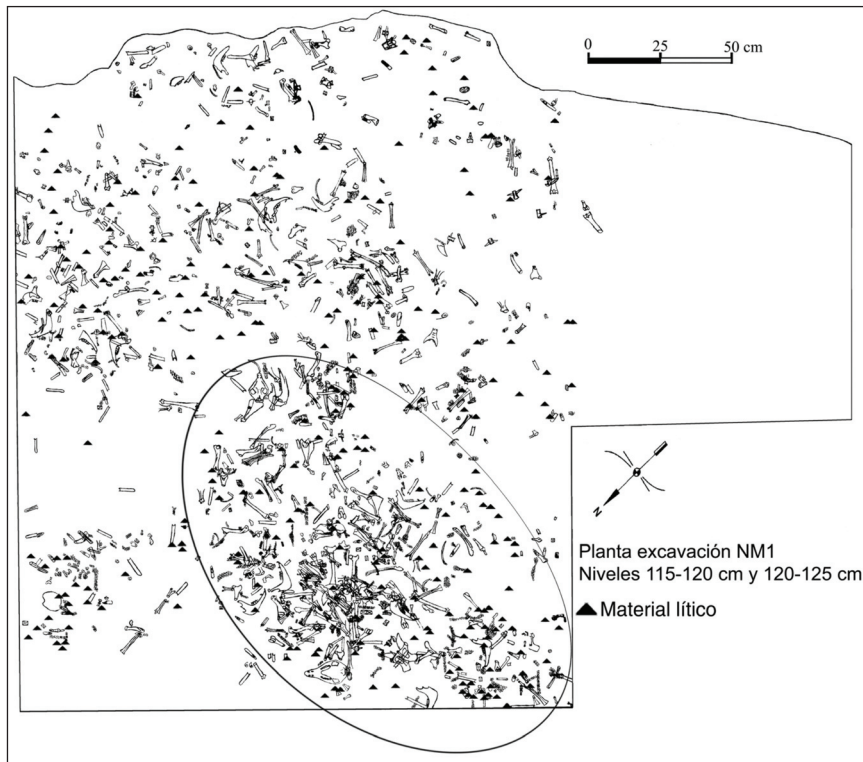 0 25 50 cm
N
Planta excavación NM1
Niveles 115-120 cm y 120-125 cm
Material lítico